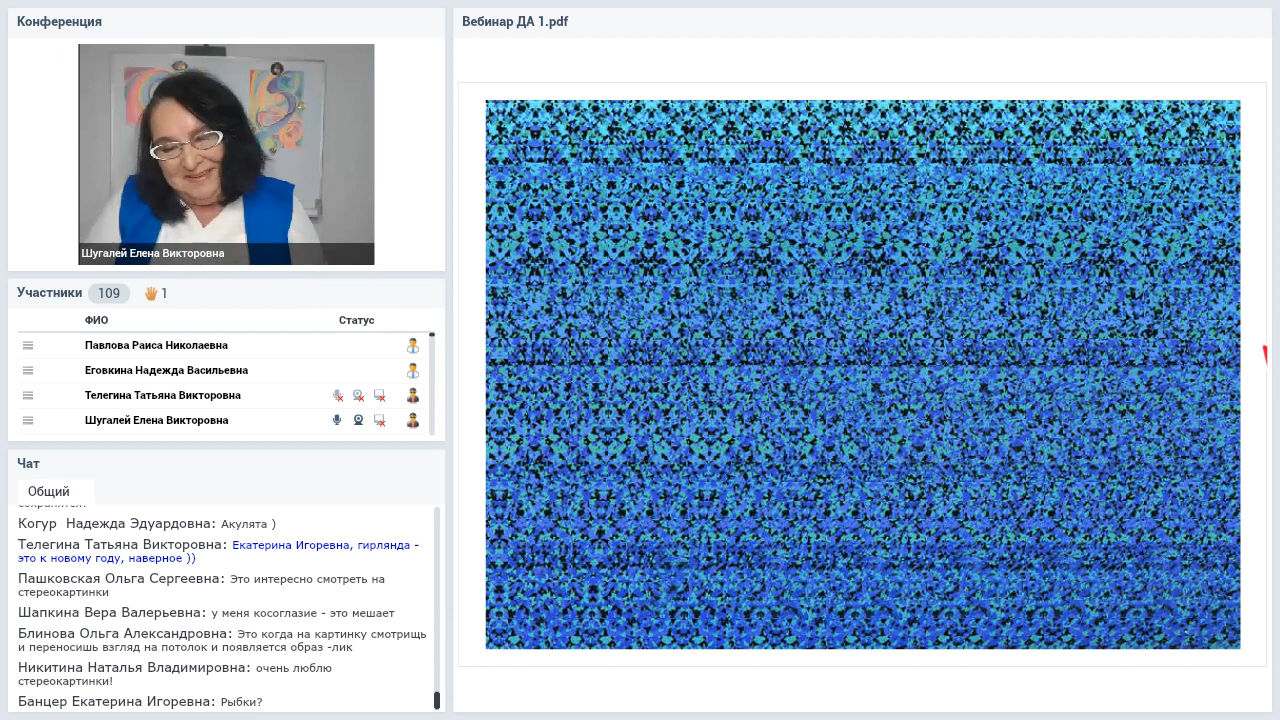 Конференция
Шугалей Елена Викторовна
Участники 109 1
ФИО Статус
Павлова Раиса Николаевна
Еговкина Надежда Васильевна
Телегина Татьяна Викторовна
Шугалей Елена Викторовна
Чат
Общий
Когур Надежда Эдуардовна: Акулята )
Телегина Татьяна Викторовна: Екатерина Игоревна, гирлянда -
это к новому году, наверное ))
Пашковская Ольга Сергеевна: Это интересно смотреть на
стереокартинки
Шапкина Вера Валерьевна: у меня косоглазие - это мешает
Блинова Ольга Александровна: Это когда на картинку смотрищь
и переносишь взгляд на потолок и появляется образ -лик
Никитина Наталья Владимировна: очень люблю
стереокартинки!
Банцер Екатерина Игоревна: Рыбки?
Вебинар ДА 1.pdf